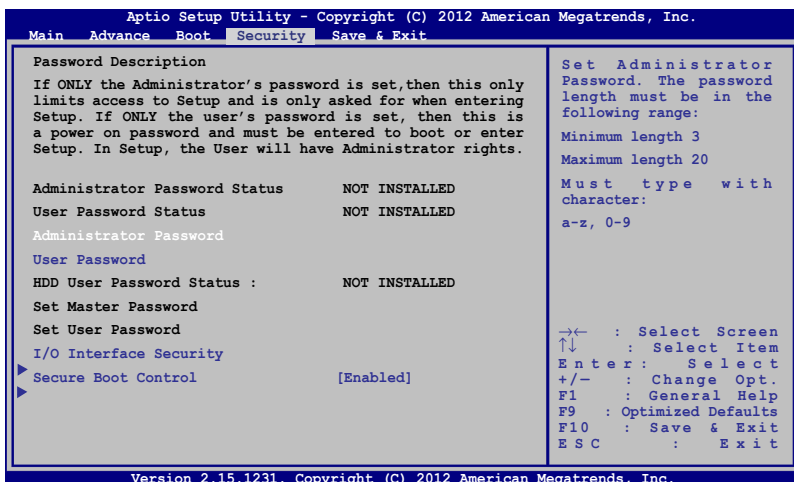 Aptio Setup Utility - Copyright (C) 2012 American Megatrends, Inc.
Main Advance Boot Security Save & Exit
Password Description
If ONLY the Administrator's password is set,then this only
limits access to Setup and is only asked for when entering
Setup. If ONLY the user's password is set, then this is
a power on password and must be entered to boot or enter
Setup. In Setup, the User will have Administrator rights.
Administrator Password Status NOT INSTALLED
User Password Status NOT INSTALLED
Administrator Password
User Password
HDD User Password Status : NOT INSTALLED
Set Master Password
Set User Password
I/O Interface Security
Secure Boot Control [Enabled]
Set Administrator
Password. The password
length must be in the
following range:
Minimum length 3
Maximum length 20
Must type with
character:
a-z, 0-9
→← : Select Screen
↑↓ : Select Item
Enter: Select
+/— : Change Opt.
F1 : General Help
F9 : Optimized Defaults
F10 : Save & Exit
ESC : Exit
Version 2.15.1231. Copyright (C) 2012 American Megatrends, Inc.